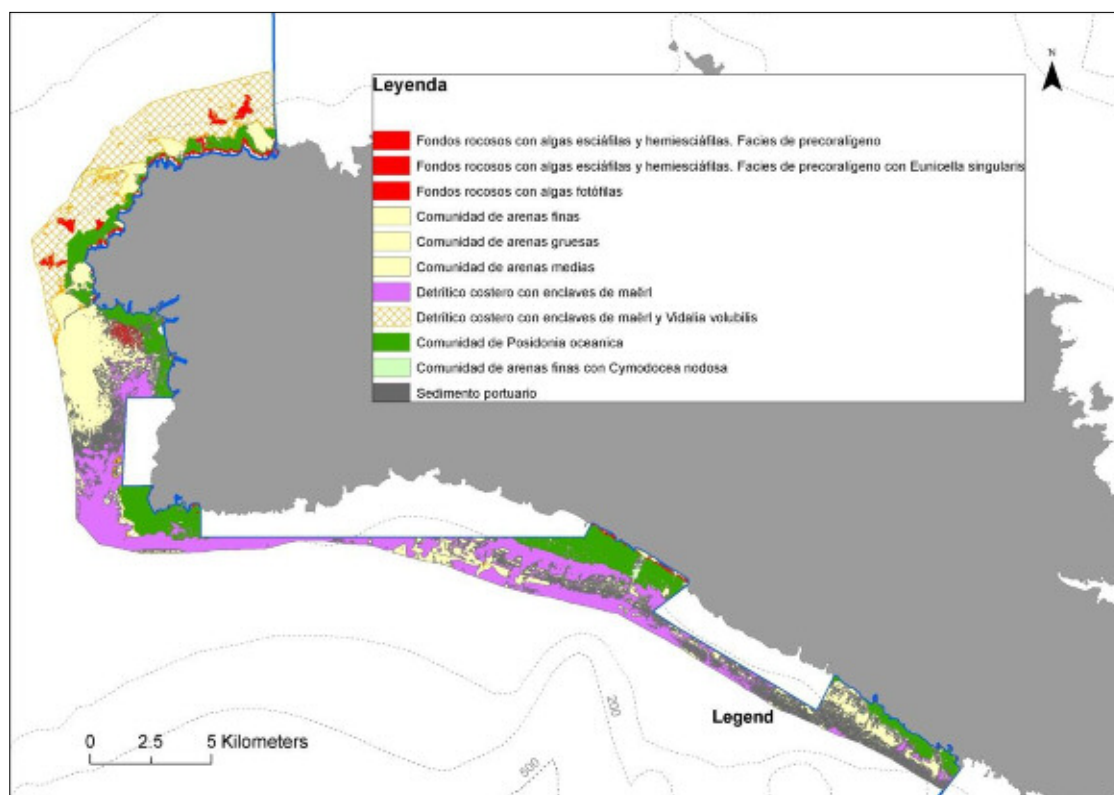 N
Leyenda
Fondos rocosos con algas esciáfilas y hemiesciáfilas. Facies de precoralígeno
Fondos rocosos con algas esciáfilas y hemiesciáfilas. Facies de precoralígeno con Eunicella singularis
Fondos rocosos con algas fotófilas
Comunidad de arenas finas
Comunidad de arenas gruesas
Comunidad de arenas medias
Detrítico costero con enclaves de maërl
Detrítico costero con enclaves de maërl y Vidalia volubilis
Comunidad de Posidonia oceanica
Comunidad de arenas finas con Cymodocea nodosa
Sedimento portuario
Legend
200
500
0 2.5 5 Kilometers